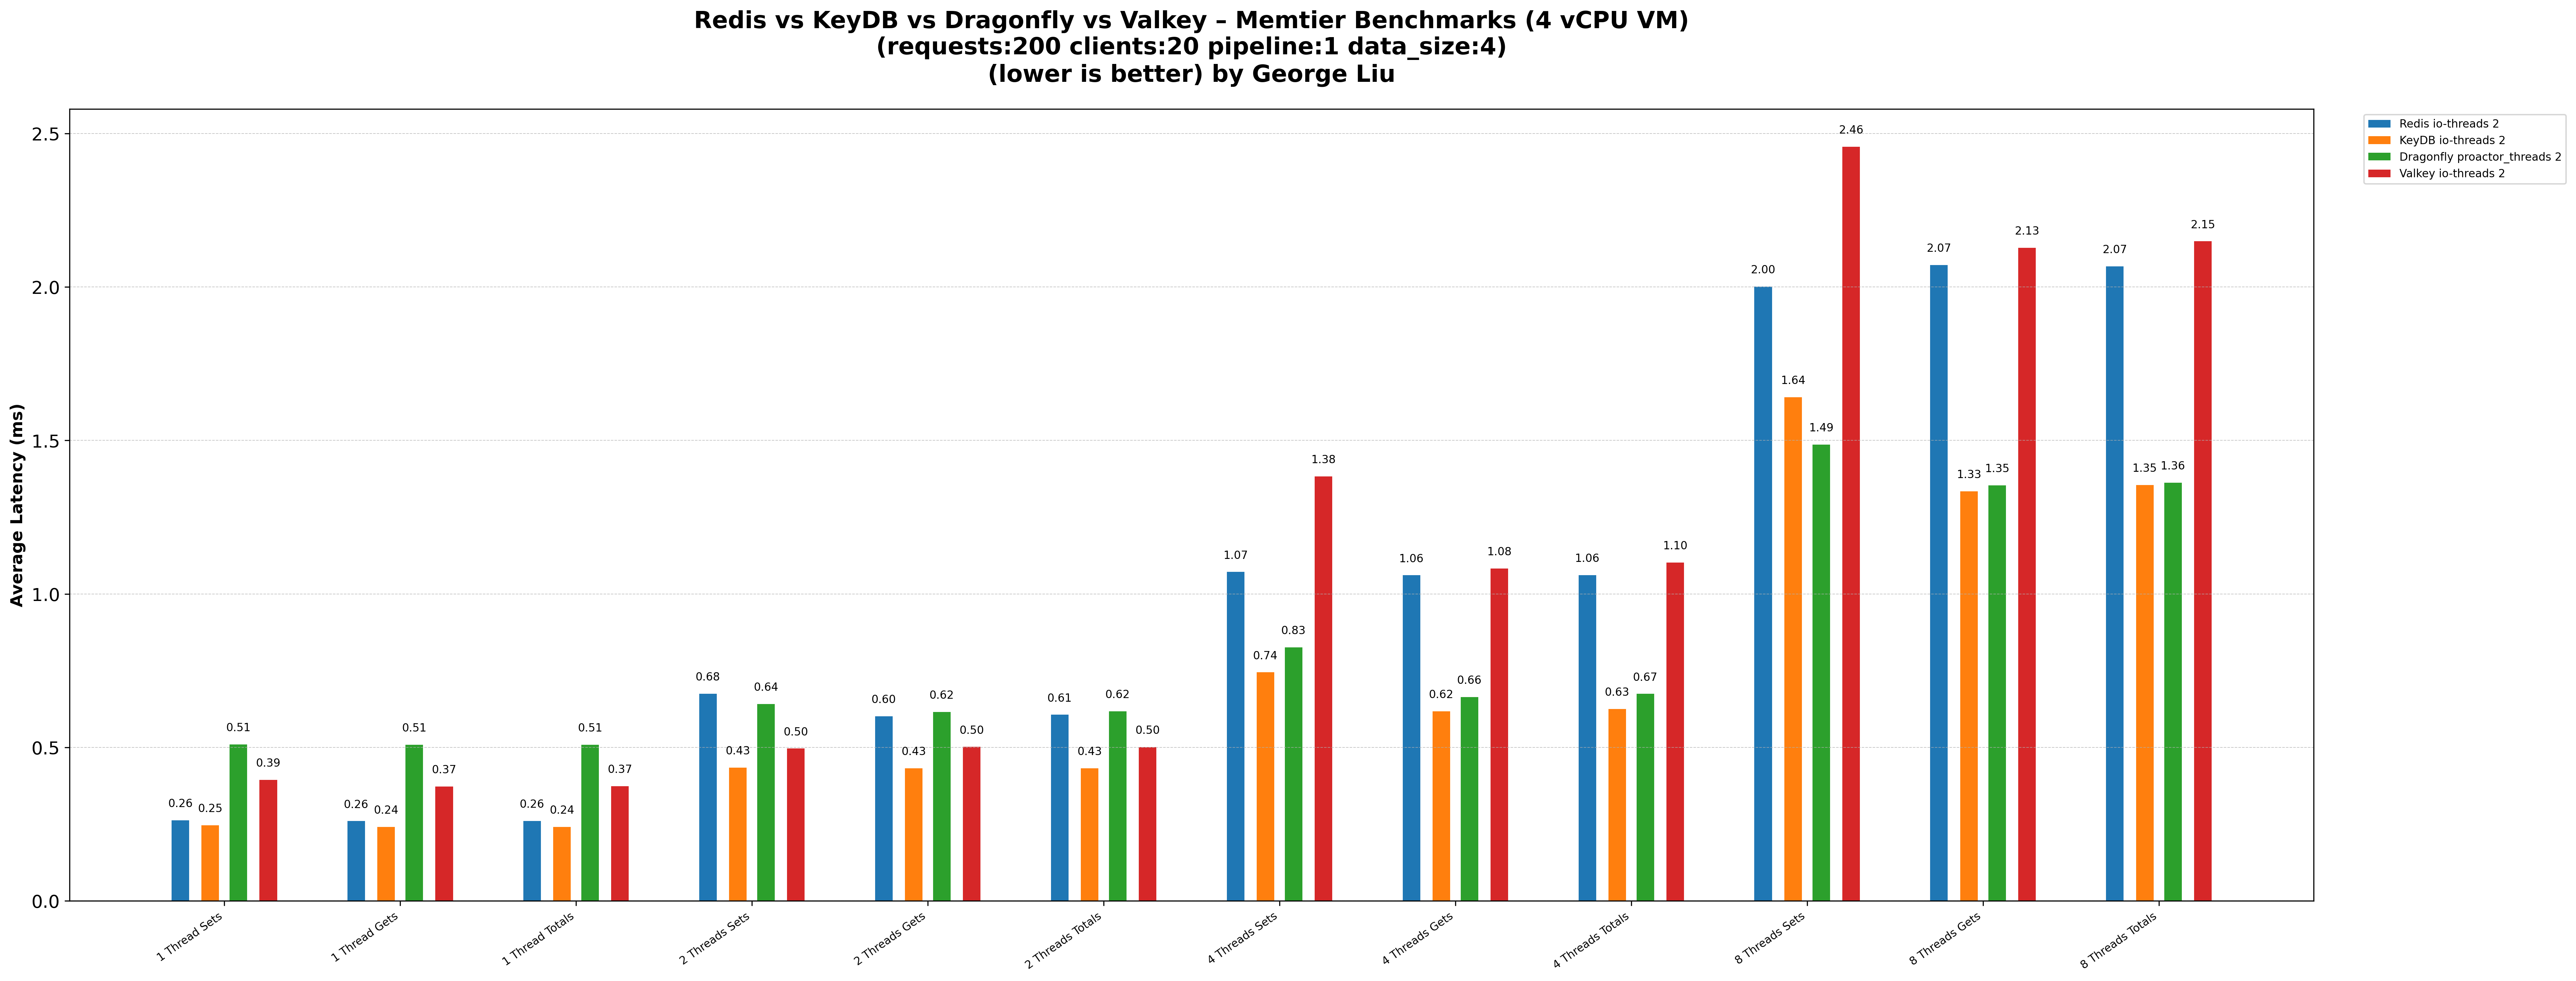 Redis vs KeyDB vs Dragonfly vs Valkey – Memtier Benchmarks (4 vCPU VM)
(requests:200 clients:20 pipeline:1 data_size:4)
(lower is better) by George Liu
Redis io-threads 2
KeyDB io-threads 2
Dragonfly proactor_threads 2
Valkey io-threads 2
Average Latency (ms)
2.5
2.0
1.5
1.0
0.5
0.0
0.26 0.25 0.51 0.39
0.26 0.24 0.51 0.37
0.26 0.24 0.51 0.37
0.68 0.43 0.64 0.50
0.60 0.43 0.62 0.50
0.61 0.43 0.62 0.50
1.07 0.74 0.83 1.38
1.06 0.62 0.66 1.08
1.06 0.63 0.67 1.10
2.00 1.64 1.49 2.46
2.07 1.33 1.35 2.13
2.07 1.35 1.36 2.15
1 Thread Sets
1 Thread Gets
1 Thread Totals
2 Threads Sets
2 Threads Gets
2 Threads Totals
4 Threads Sets
4 Threads Gets
4 Threads Totals
8 Threads Sets
8 Threads Gets
8 Threads Totals